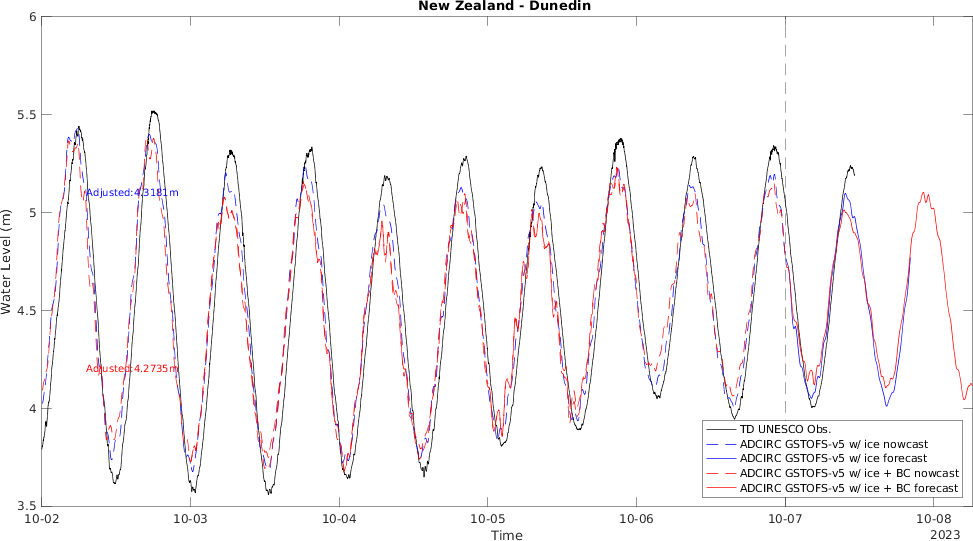 New Zealand - Dunedin
6
5.5
5
4.5
4
3.5
Water Level (m)
Adjusted:4.3181m
Adjusted:4.2735m
TD UNESCO Obs.
ADCIRC GSTOFS-v5 w/ ice nowcast
ADCIRC GSTOFS-v5 w/ ice forecast
ADCIRC GSTOFS-v5 w/ ice + BC nowcast
ADCIRC GSTOFS-v5 w/ ice + BC forecast
10-02
10-03
10-04
10-05
10-06
10-07
10-08
Time
2023